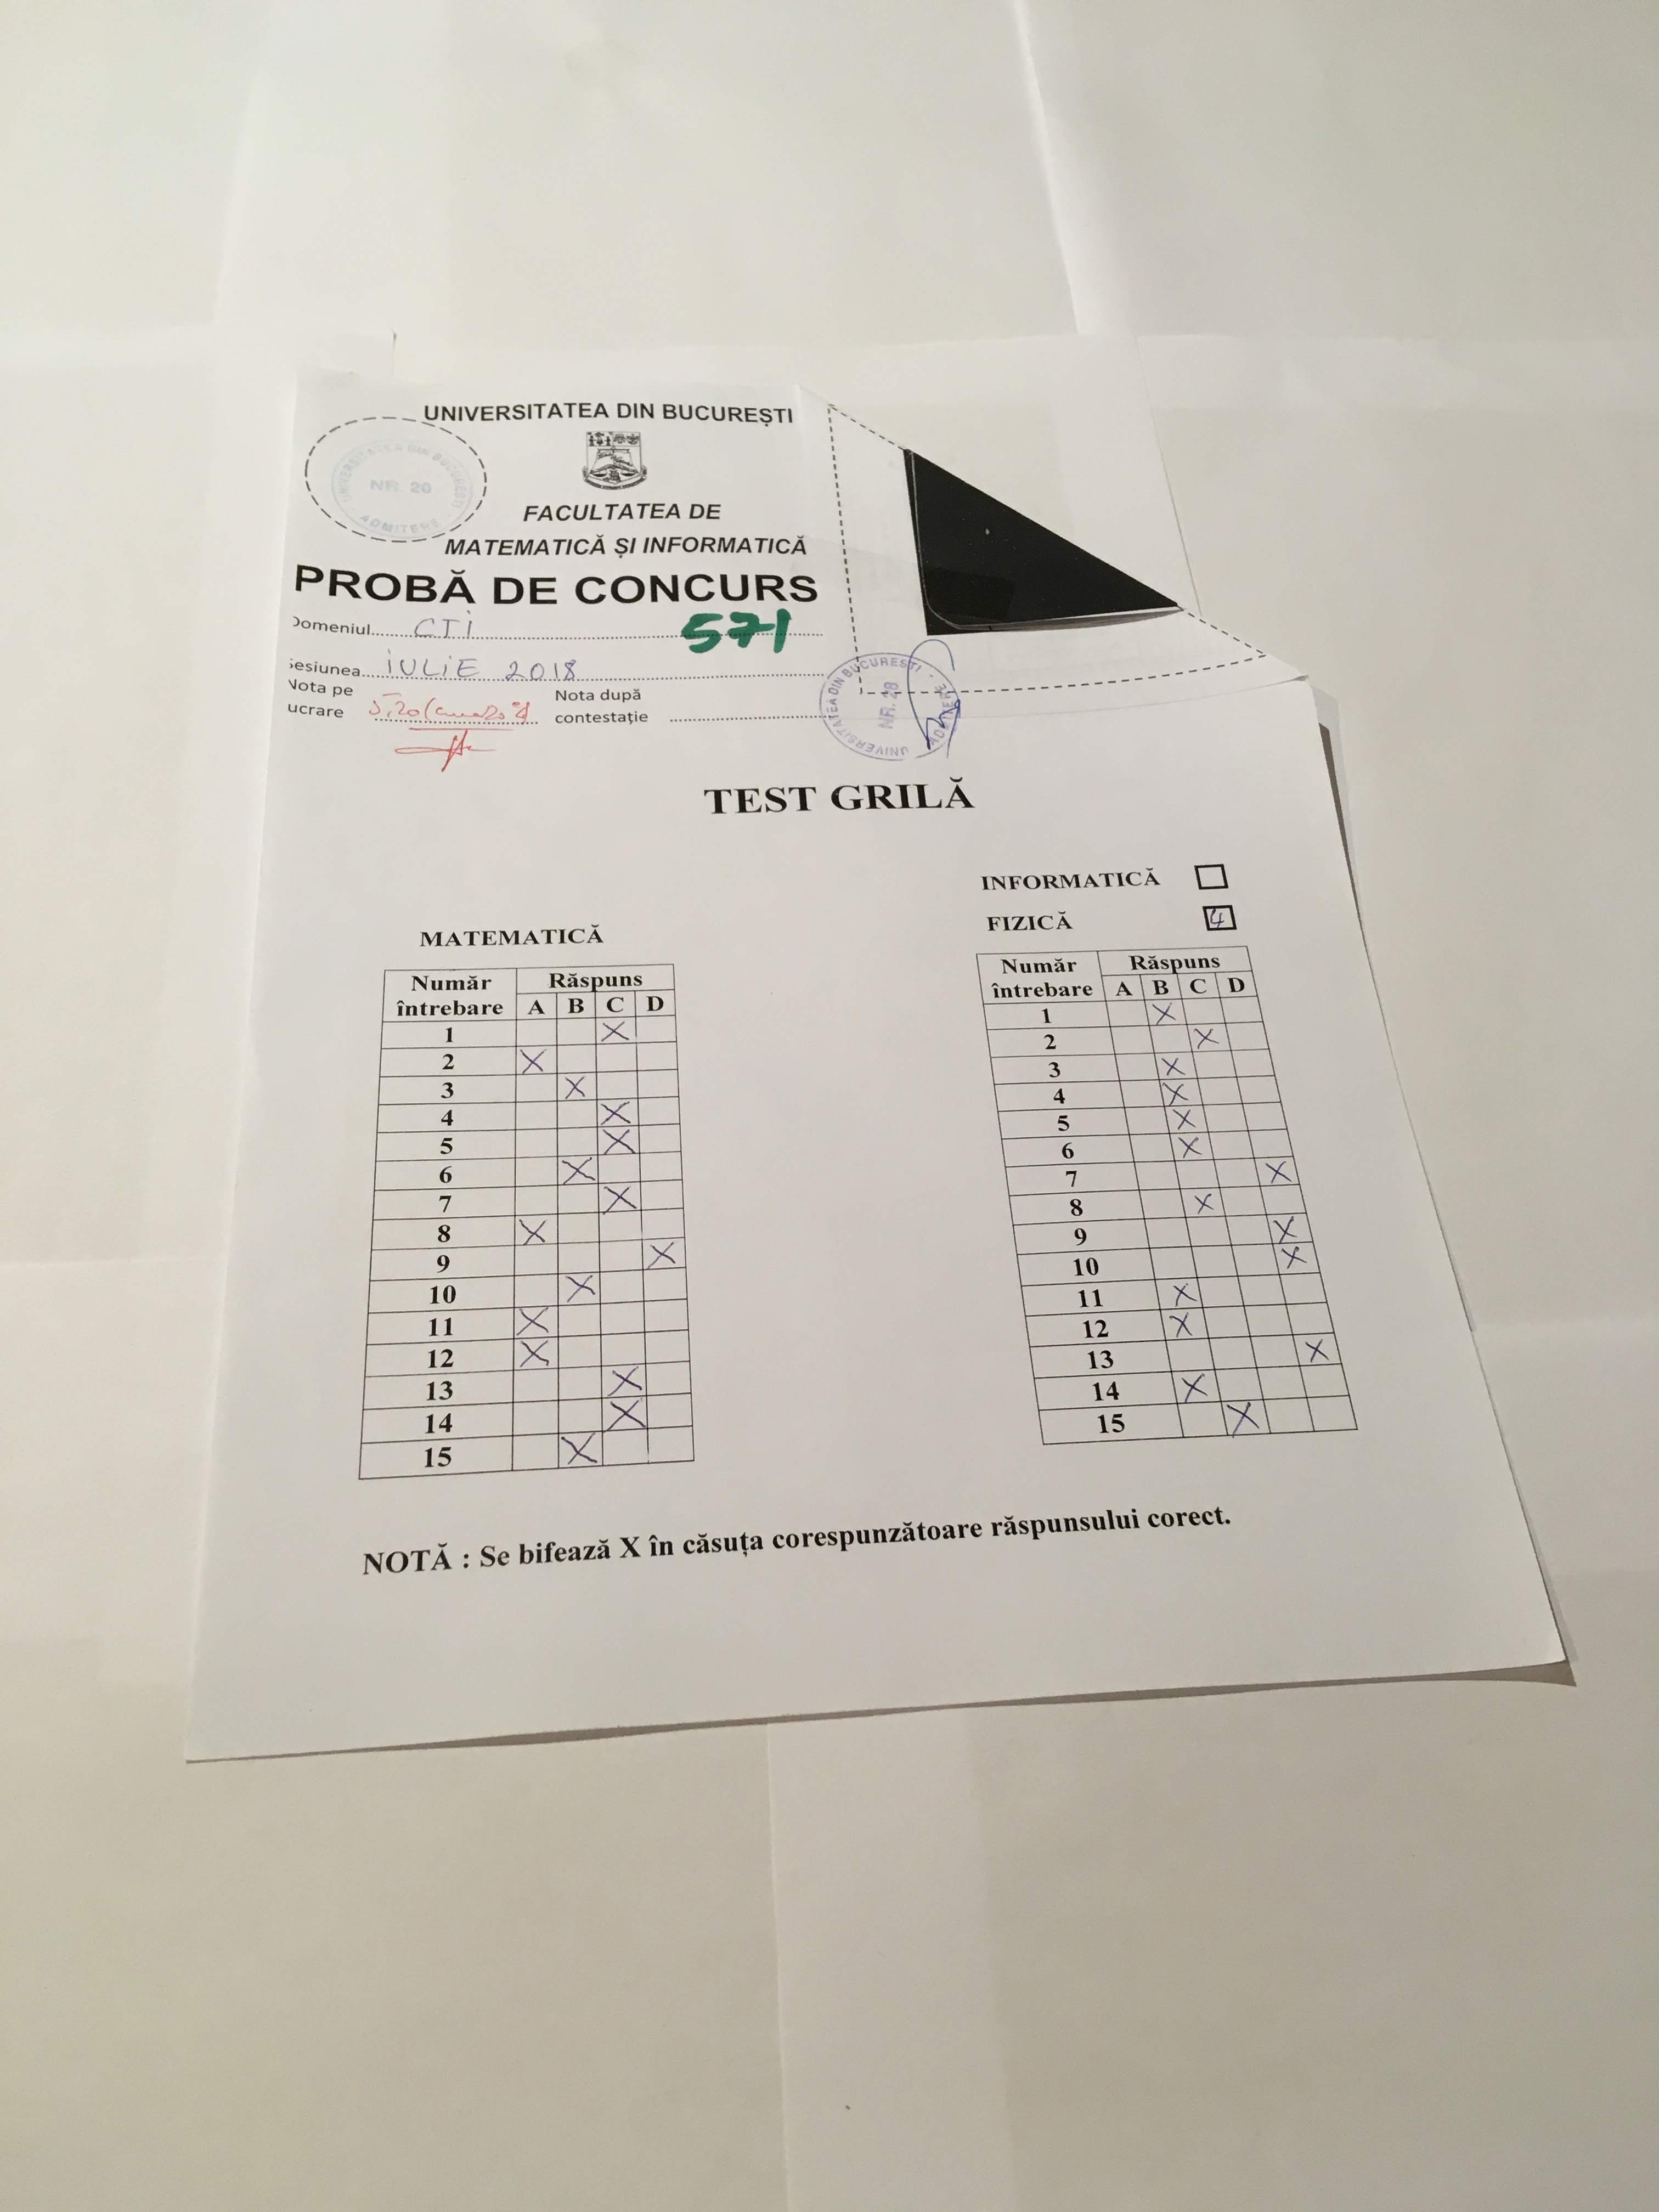 UNIVERSITATEA DIN BUCUREȘTI
UNIVERSITATEA DIN BUCUREȘTI
NR. 20
ADMITERE
FACULTATEA DE
MATEMATICĂ ȘI INFORMATICĂ
PROBĂ DE CONCURS
Domeniul CTI 571
Sesiunea IULIE 2018
Nota pe
lucrare 5,20
Nota după
contestație
UNIVERSITATEA DIN BUCUREȘTI
NR. 28
ADMITERE
TEST GRILĂ
INFORMATICĂ
FIZICĂ 4
MATEMATICĂ
Număr întrebare Răspuns
A B C D
1 X
2 X
3 X
4 X
5 X
6 X
7 X
8 X
9 X
10 X
11 X
12 X
13 X
14 X
15 X
Număr întrebare Răspuns
A B C D
1 X
2 X
3 X
4 X
5 X
6 X
7 X
8 X
9 X
10 X
11 X
12 X
13 X
14 X
15 X
NOTĂ : Se bifează X în căsuța corespunzătoare răspunsului corect.